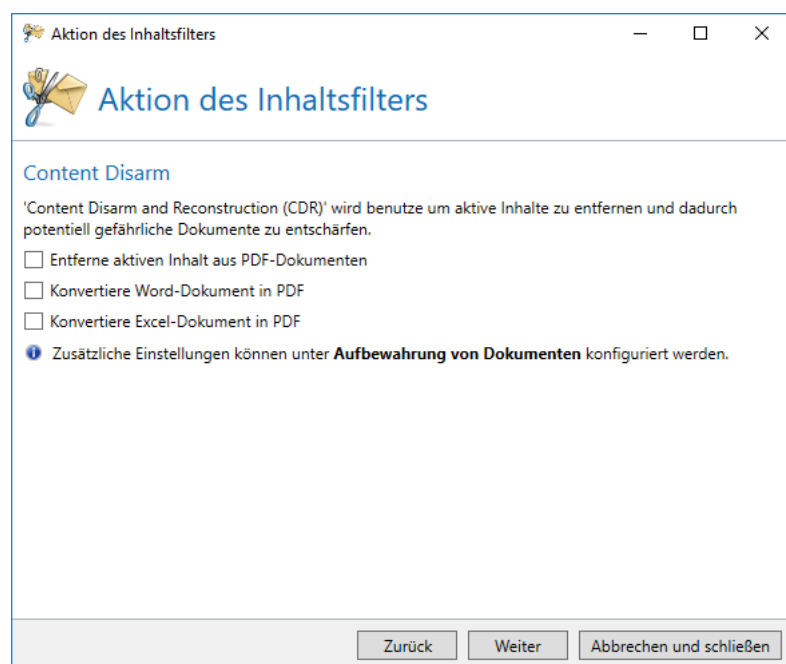 Aktion des Inhaltsfilters
Aktion des Inhaltsfilters
Content Disarm
'Content Disarm and Reconstruction (CDR)' wird benutze um aktive Inhalte zu entfernen und dadurch
potentiell gefährliche Dokumente zu entschärfen.
Entferne aktiven Inhalt aus PDF-Dokumenten
Konvertiere Word-Dokument in PDF
Konvertiere Excel-Dokument in PDF
Zusätzliche Einstellungen können unter Aufbewahrung von Dokumenten konfiguriert werden.
Zurück Weiter Abbrechen und schließen